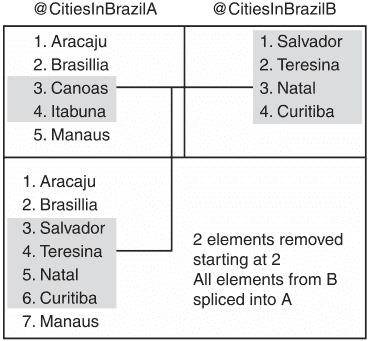 @CitiesInBrazilA
@CitiesInBrazilB
1. Aracaju
2. Brasillia
3. Canoas
4. Itabuna
5. Manaus
1. Salvador
2. Teresina
3. Natal
4. Curitiba
1. Aracaju
2. Brasillia
3. Salvador
4. Teresina
5. Natal
6. Curitiba
7. Manaus
2 elements removed
starting at 2
All elements from B
spliced into A